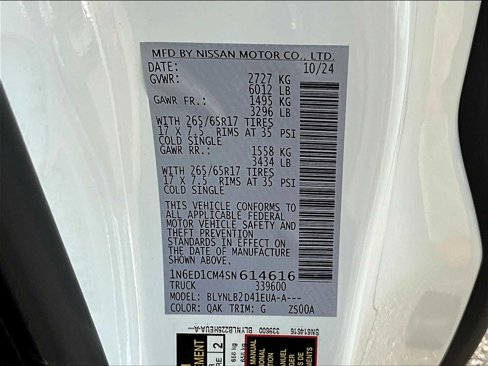 MFD BY NISSAN MOTOR CO., LTD.
DATE: 10/24
GVWR: 2727 KG
6012 LB
GAWR FR.: 1495 KG
3296 LB
WITH 265/65R17 TIRES
17 X 7.5 RIMS AT 35 PSI
COLD SINGLE
GAWR RR.: 1558 KG
3434 LB
WITH 265/65R17 TIRES
17 X 7.5 RIMS AT 35 PSI
COLD SINGLE
THIS VEHICLE CONFORMS TO
ALL APPLICABLE FEDERAL
MOTOR VEHICLE SAFETY AND
THEFT PREVENTION
STANDARDS IN EFFECT ON
THE DATE OF MANUFACTURE
SHOWN ABOVE.
1N6ED1CM4SN614616
TRUCK 339600
MODEL: BLYNLB2D41EUA-A---
COLOR: QAK TRIM: G ZS00A
SN614616
339600